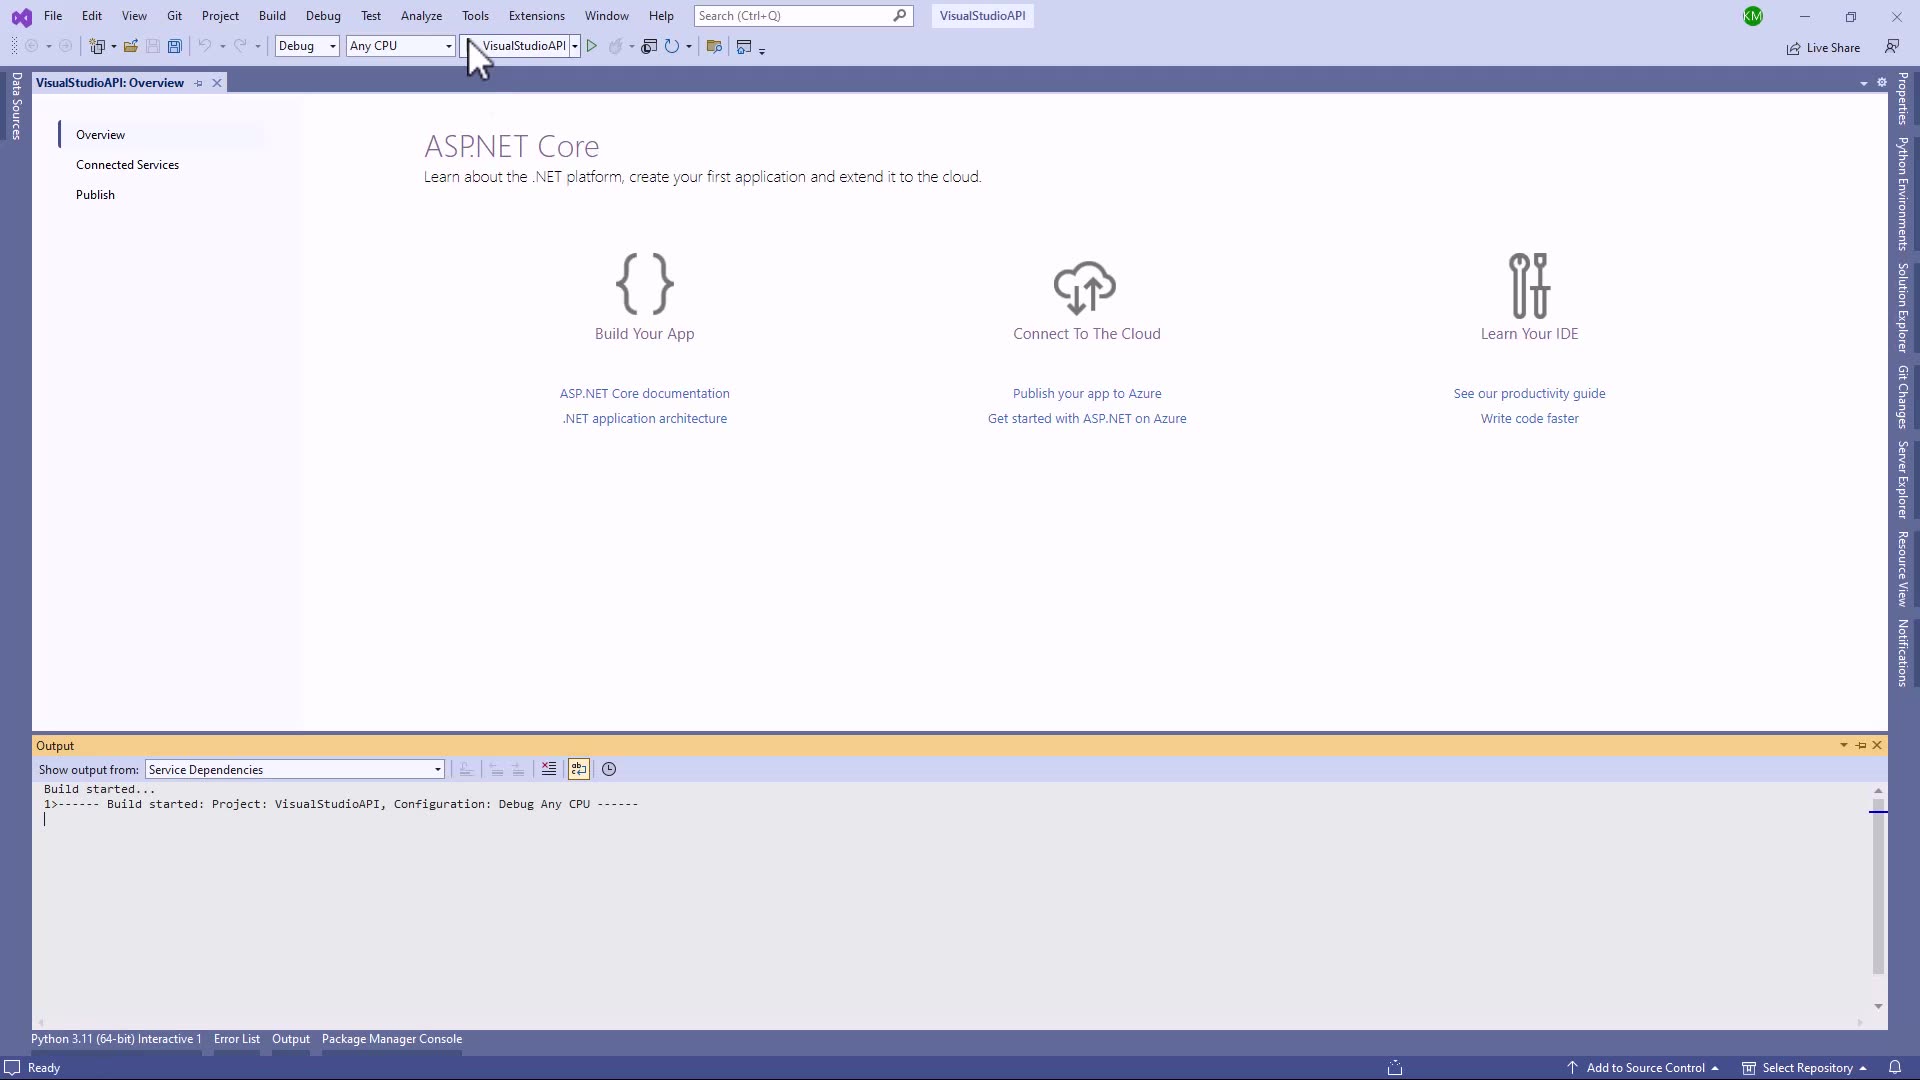 File Edit View Git Project Build Debug Test Analyze Tools Extensions Window Help Search (Ctrl+Q) VisualStudioAPI KM
Debug Any CPU VisualStudioAPI Live Share
VisualStudioAPI: Overview
Data Sources
Overview
Connected Services
Publish
ASP.NET Core
Learn about the .NET platform, create your first application and extend it to the cloud.
Build Your App
ASP.NET Core documentation
.NET application architecture
Connect To The Cloud
Publish your app to Azure
Get started with ASP.NET on Azure
Learn Your IDE
See our productivity guide
Write code faster
Properties
Python Environments
Solution Explorer
Git Changes
Server Explorer
Resource View
Notifications
Output
Show output from: Service Dependencies
Build started...
1>------ Build started: Project: VisualStudioAPI, Configuration: Debug Any CPU ------
Python 3.11 (64-bit) Interactive 1 Error List Output Package Manager Console
Ready Add to Source Control Select Repository